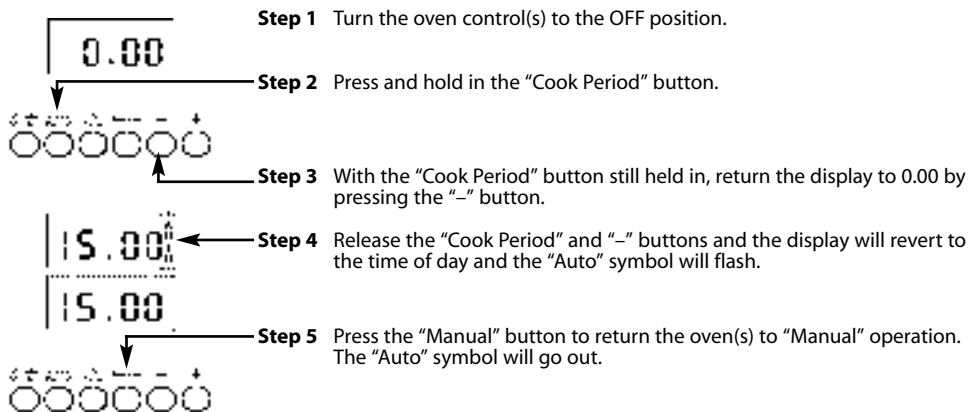 Step 1 Turn the oven control(s) to the OFF position.
0.00
Step 2 Press and hold in the “Cook Period” button.
– +
Step 3 With the “Cook Period” button still held in, return the display to 0.00 by
pressing the “–” button.
15.00
Step 4 Release the “Cook Period” and “–” buttons and the display will revert to
the time of day and the “Auto” symbol will flash.
15.00
Step 5 Press the “Manual” button to return the oven(s) to “Manual” operation.
The “Auto” symbol will go out.
– +